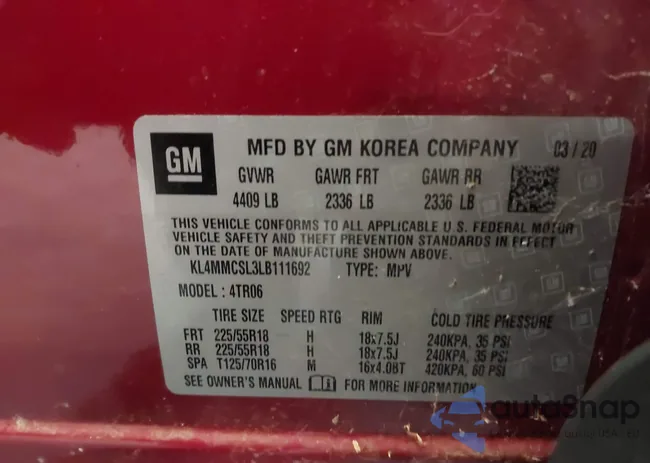 GM MFD BY GM KOREA COMPANY 03/20
GVWR GAWR FRT GAWR RR
4409 LB 2336 LB 2336 LB
THIS VEHICLE CONFORMS TO ALL APPLICABLE U.S. FEDERAL MOTOR
VEHICLE SAFETY AND THEFT PREVENTION STANDARDS IN EFFECT
ON THE DATE OF MANUFACTURE SHOWN ABOVE.
KL4MMCSL3LB111692 TYPE: MPV
MODEL: 4TR06
TIRE SIZE SPEED RTG RIM COLD TIRE PRESSURE
FRT 225/55R18 H 18x7.5J 240KPA, 35 PSI
RR 225/55R18 H 18x7.5J 240KPA, 35 PSI
SPA T125/70R16 M 16x4.0BT 420KPA, 60 PSI
SEE OWNER'S MANUAL FOR MORE INFORMATION
autoSnap